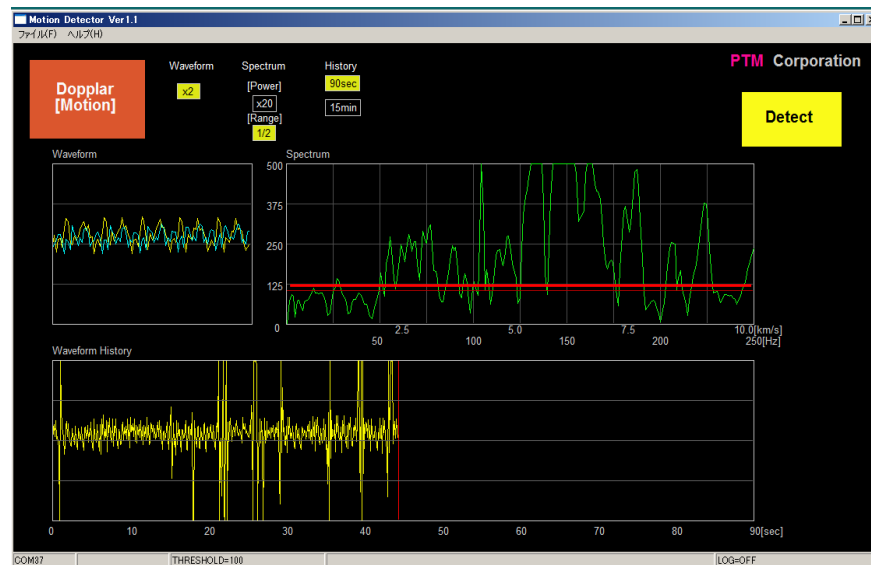 Motion Detector Ver1.1
ファイル(F) ヘルプ(H)
PTM Corporation
Dopplar
[Motion]
Waveform
x2
Spectrum
[Power]
x20
[Range]
1/2
History
90sec
15min
Detect
Waveform
Spectrum
500
375
250
125
0
2.5 5.0 7.5 10.0[km/s]
50 100 150 200 250[Hz]
Waveform History
0 10 20 30 40 50 60 70 80 90[sec]
COM37 THRESHOLD=100 LOG=OFF